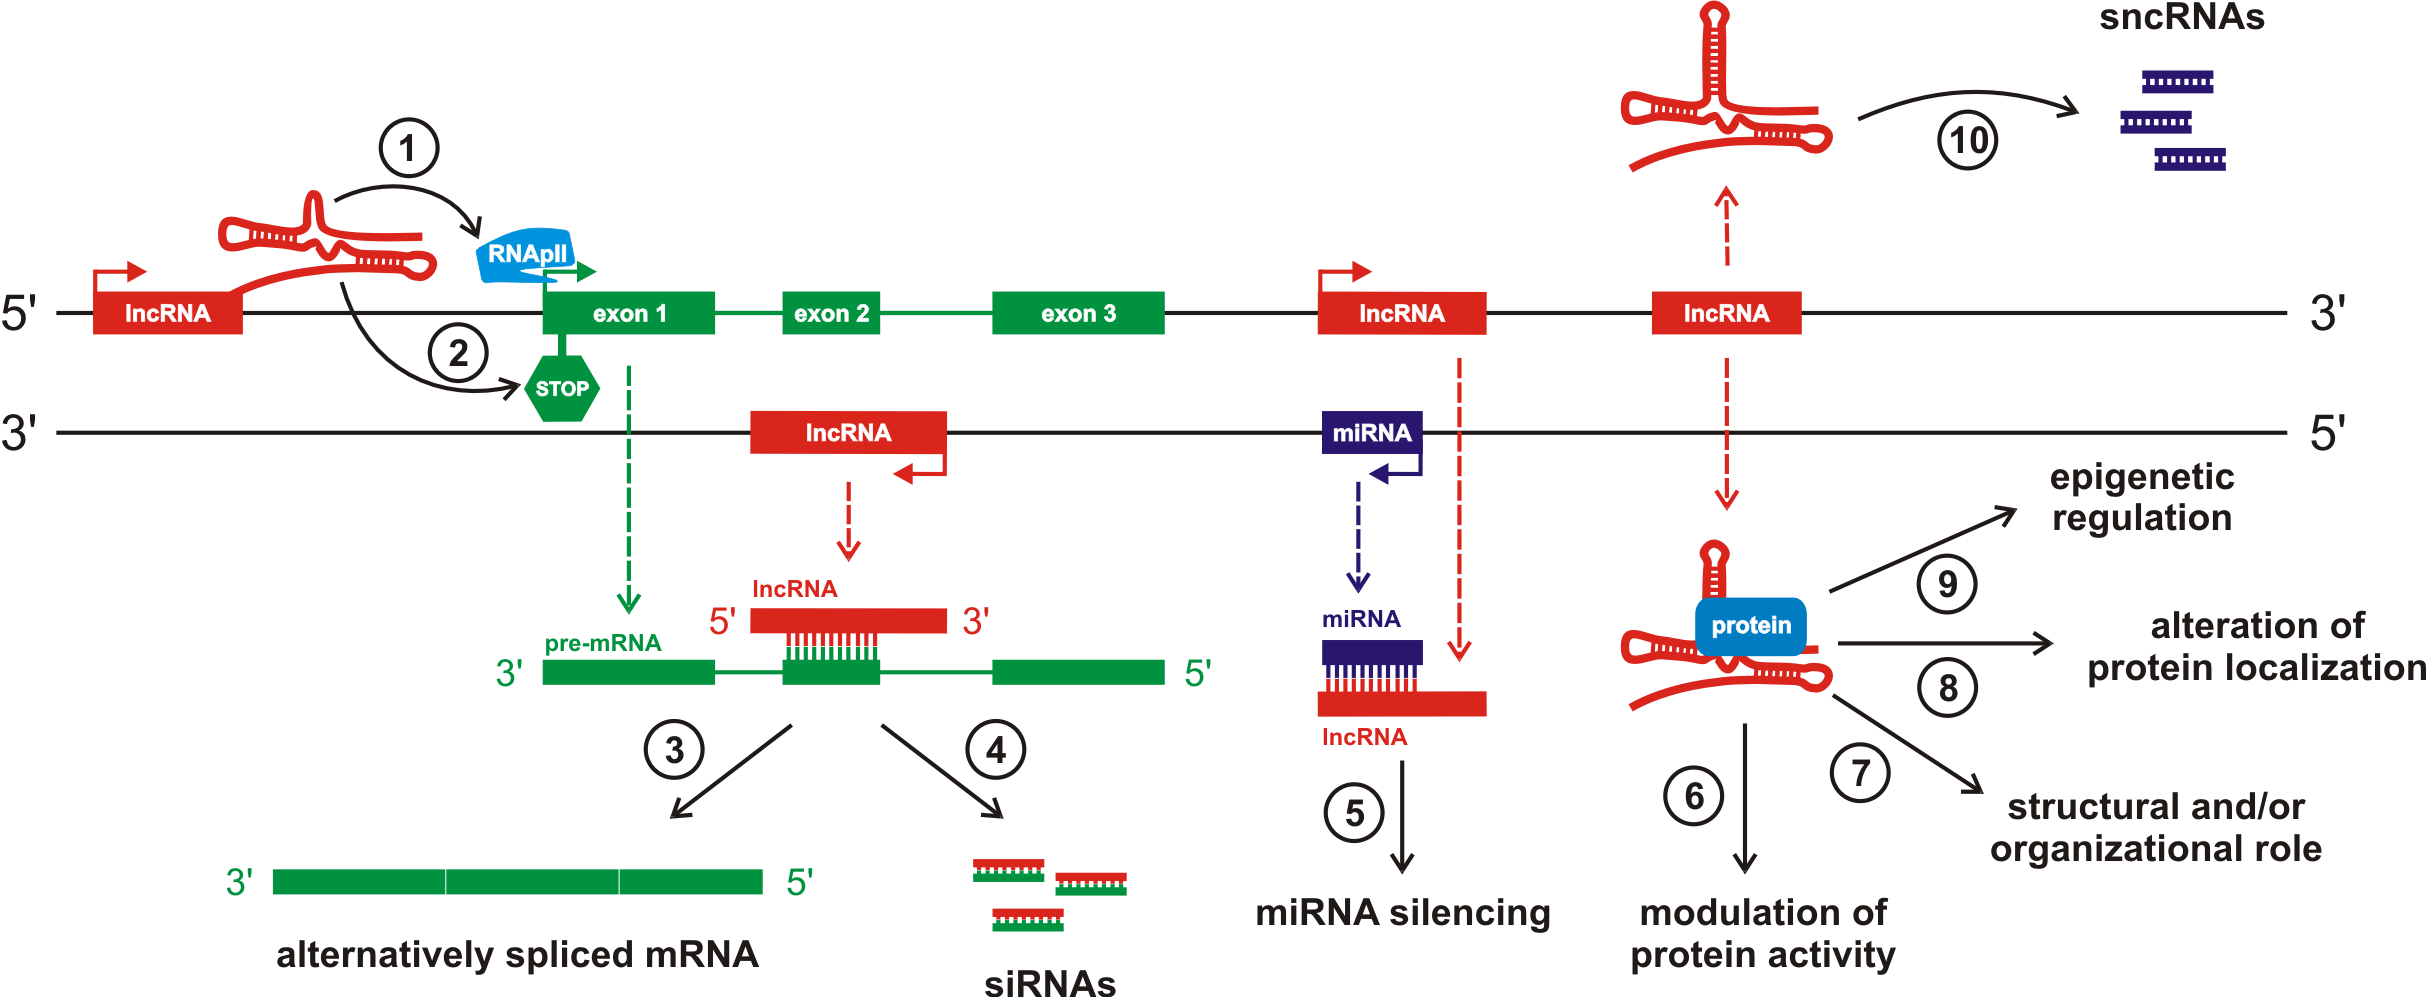 sncRNAs
1
10
RNApII
5'
lncRNA
exon 1
exon 2
exon 3
lncRNA
lncRNA
3'
2
STOP
3'
lncRNA
miRNA
5'
epigenetic
regulation
9
lncRNA
5'
3'
miRNA
protein
alteration of
protein localization
pre-mRNA
3'
5'
8
lncRNA
3
4
5
6
7
structural and/or
organizational role
3'
5'
miRNA silencing
modulation of
protein activity
alternatively spliced mRNA
siRNAs